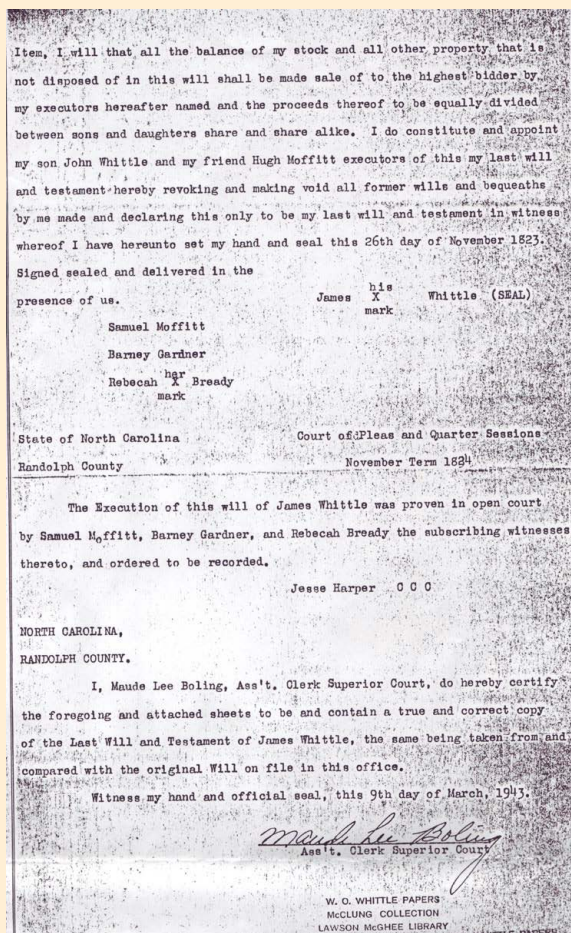 Item, I will that all the balance of my stock and all other property that is
not disposed of in this will shall be made sale of to the highest bidder by
my executors hereafter named and the proceeds thereof to be equally divided
between sons and daughters share and share alike. I do constitute and appoint
my son John Whittle and my friend Hugh Moffitt executors of this my last will
and testament hereby revoking and making void all former wills and bequeaths
by me made and declaring this only to be my last will and testament in witness
whereof I have hereunto set my hand and seal this 26th day of November 1823.
Signed sealed and delivered in the
presence of us.
his
James X Whittle (SEAL)
mark
Samuel Moffitt
Barney Gardner
her
Rebecah X Bready
mark
State of North Carolina Court of Pleas and Quarter Sessions
Randolph County November Term 1824
The Execution of this will of James Whittle was proven in open court
by Samuel Moffitt, Barney Gardner, and Rebecah Bready the subscribing witnesses
thereto, and ordered to be recorded.
Jesse Harper C C C
NORTH CAROLINA,
RANDOLPH COUNTY.
I, Maude Lee Boling, Ass't. Clerk Superior Court, do hereby certify
the foregoing and attached sheets to be and contain a true and correct copy
of the Last Will and Testament of James Whittle, the same being taken from and
compared with the original Will on file in this office.
Witness my hand and official seal, this 9th day of March, 1943.
Maude Lee Boling
Ass't. Clerk Superior Court
W. O. WHITTLE PAPERS
McCLUNG COLLECTION
LAWSON McGHEE LIBRARY